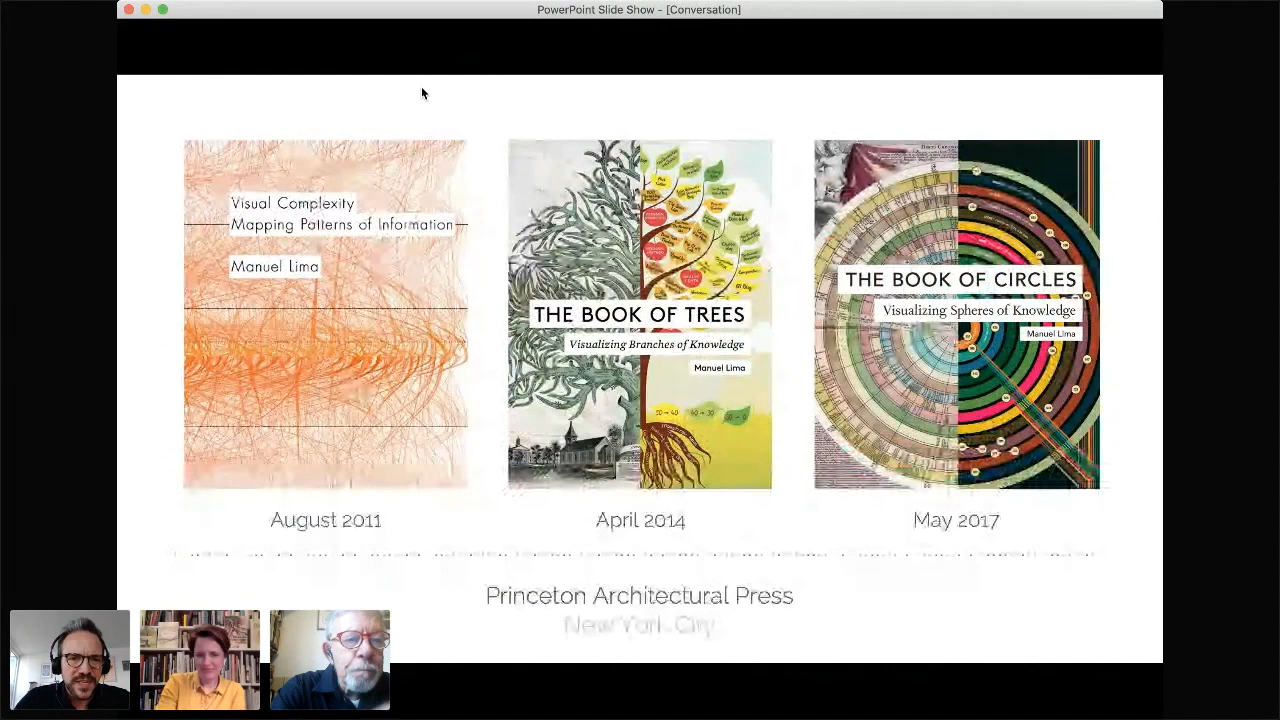 PowerPoint Slide Show - [Conversation]
Visual Complexity
Mapping Patterns of Information
Manuel Lima
THE BOOK OF TREES
Visualizing Branches of Knowledge
Manuel Lima
THE BOOK OF CIRCLES
Visualizing Spheres of Knowledge
Manuel Lima
August 2011
April 2014
May 2017
Princeton Architectural Press
New York City